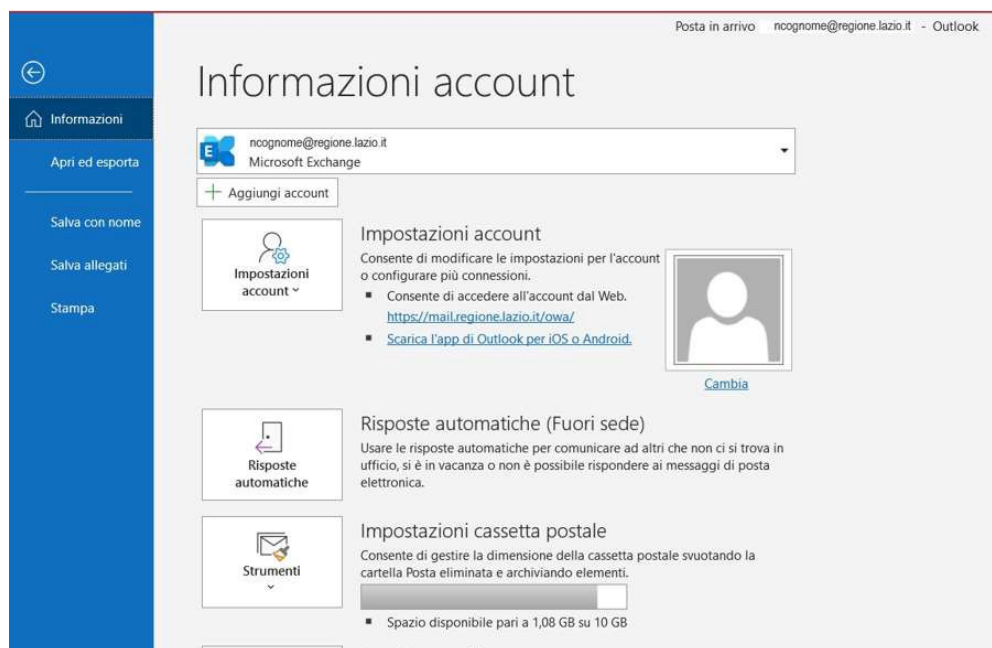 Posta in arrivo ncognome@regione.lazio.it - Outlook
Informazioni account
Informazioni
Apri ed esporta
Salva con nome
Salva allegati
Stampa
ncognome@regione.lazio.it
Microsoft Exchange
Aggiungi account
Impostazioni
account
Impostazioni account
Consente di modificare le impostazioni per l'account
o configurare più connessioni.
Consente di accedere all'account dal Web.
https://mail.regione.lazio.it/owa/
Scarica l'app di Outlook per iOS o Android.
Cambia
Risposte
automatiche
Risposte automatiche (Fuori sede)
Usare le risposte automatiche per comunicare ad altri che non ci si trova in
ufficio, si è in vacanza o non è possibile rispondere ai messaggi di posta
elettronica.
Strumenti
Impostazioni cassetta postale
Consente di gestire la dimensione della cassetta postale svuotando la
cartella Posta eliminata e archiviando elementi.
Spazio disponibile pari a 1,08 GB su 10 GB